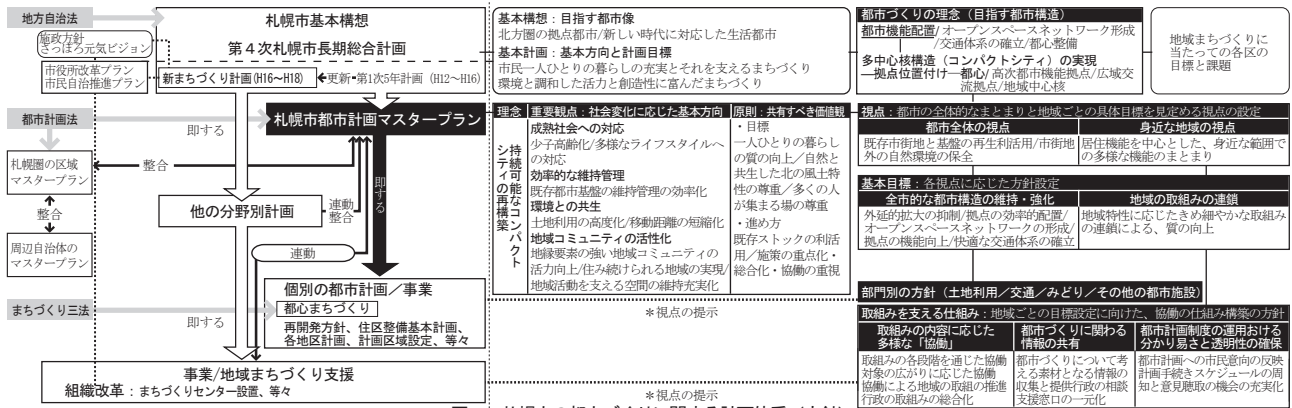 地方自治法
札幌市基本構想
第４次札幌市長期総合計画
施政方針
さっぽろ元気ビジョン
市役所改革プラン
市民自治推進プラン
新まちづくり計画(H16～H18)
更新・第1次5年計画（H12～H16）
都市計画法
即する
札幌市都市計画マスタープラン
札幌圏の区域
マスタープラン
整合
整合
周辺自治体の
マスタープラン
他の分野別計画
連動
整合
即する
連動
個別の都市計画／事業
都心まちづくり
再開発方針、住区整備基本計画、
各地区計画、計画区域設定、等々
まちづくり三法
即する
事業/地域まちづくり支援
組織改革：まちづくりセンター設置、等々
基本構想：目指す都市像
北方圏の拠点都市/新しい時代に対応した生活都市
基本計画：基本方向と計画目標
市民一人ひとりの暮らしの充実とそれを支えるまちづくり
環境と調和した活力と創造性に富んだまちづくり
理念
持続可能なコンパクト
シティの再構築
重要観点：社会変化に応じた基本方向
成熟社会への対応
少子高齢化/多様なライフスタイルへ
の対応
効率的な維持管理
既存都市基盤の維持管理の効率化
環境との共生
土地利用の高度化/移動距離の短縮化
地域コミュニティの活性化
地縁要素の強い地域コミュニティの
活力向上/住み続けられる地域の実現/
地域活動を支える空間の維持充実化
原則：共有すべき価値観
・目標
一人ひとりの暮らし
の質の向上／自然と
共生した北の風土特
性の尊重／多くの人
が集まる場の尊重
・進め方
既存ストックの利活
用／施策の重点化・
総合化・協働の重視
＊視点の提示
＊視点の提示
都市づくりの理念（目指す都市構造）
都市機能配置/オープンスペースネットワーク形成
/交通体系の確立/都心整備
多中心核構造（コンパクトシティ）の実現
―拠点位置付け―都心/高次都市機能拠点/広域交
流拠点/地域中心核
地域まちづくりに
当たっての各区の
目標と課題
視点：都市の全体的なまとまりと地域ごとの具体目標を見定める視点の設定
都市全体の視点
既存市街地と基盤の再生利活用/市街地
外の自然環境の保全
身近な地域の視点
居住機能を中心とした、身近な範囲で
の多様な機能のまとまり
基本目標：各視点に応じた方針設定
全市的な都市構造の維持・強化
外延的拡大の抑制/拠点の効率的配置/
オープンスペースネットワークの形成/
拠点の機能向上/快適な交通体系の確立
地域の取組みの連鎖
地域特性に応じたきめ細やかな取組み
の連鎖による、質の向上
部門別の方針（土地利用／交通／みどり／その他の都市施設）
取組みを支える仕組み：地域ごとの目標設定に向けた、協働の仕組み構築の方針
取組みの内容に応じた
多様な「協働」
取組みの各段階を通じた協働
対象の広がりに応じた協働
協働による地域の取組の推進
行政の取組みの総合化
都市づくりに関わる
情報の共有
都市づくりについて考
える素材となる情報の
収集と提供行政の相談
支援窓口の一元化
都市計画制度の運用おける
分かり易さと透明性の確保
都市計画への市民意向の反映
計画手続きスケジュールの周
知と意見聴取の機会の充実化